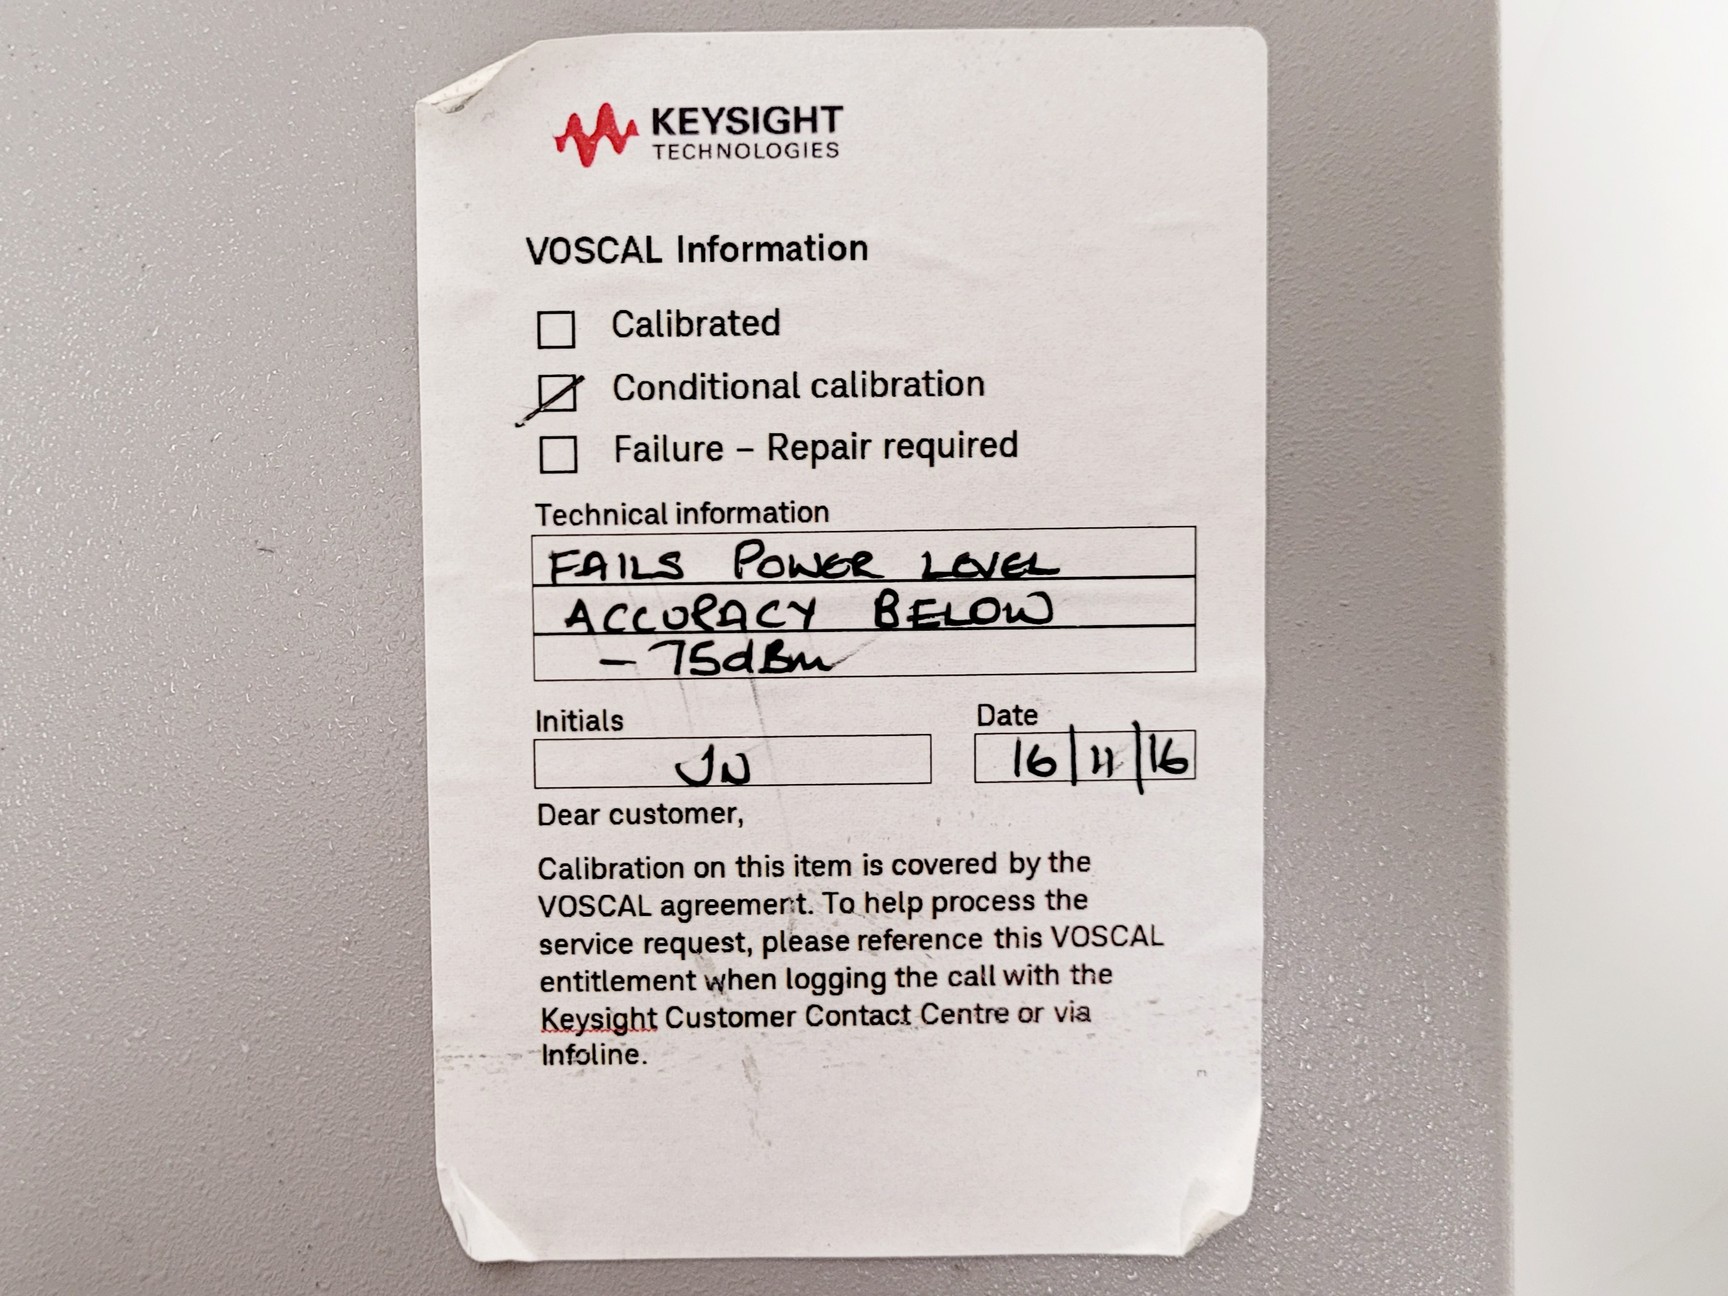 KEYSIGHT
TECHNOLOGIES
VOSCAL Information
Calibrated
Conditional calibration
Failure – Repair required
Technical information
FAILS POWER LEVEL
ACCURACY BELOW
- 75dBm
Initials
Date
JN
16|11|16
Dear customer,
Calibration on this item is covered by the
VOSCAL agreement. To help process the
service request, please reference this VOSCAL
entitlement when logging the call with the
Keysight Customer Contact Centre or via
Infoline.